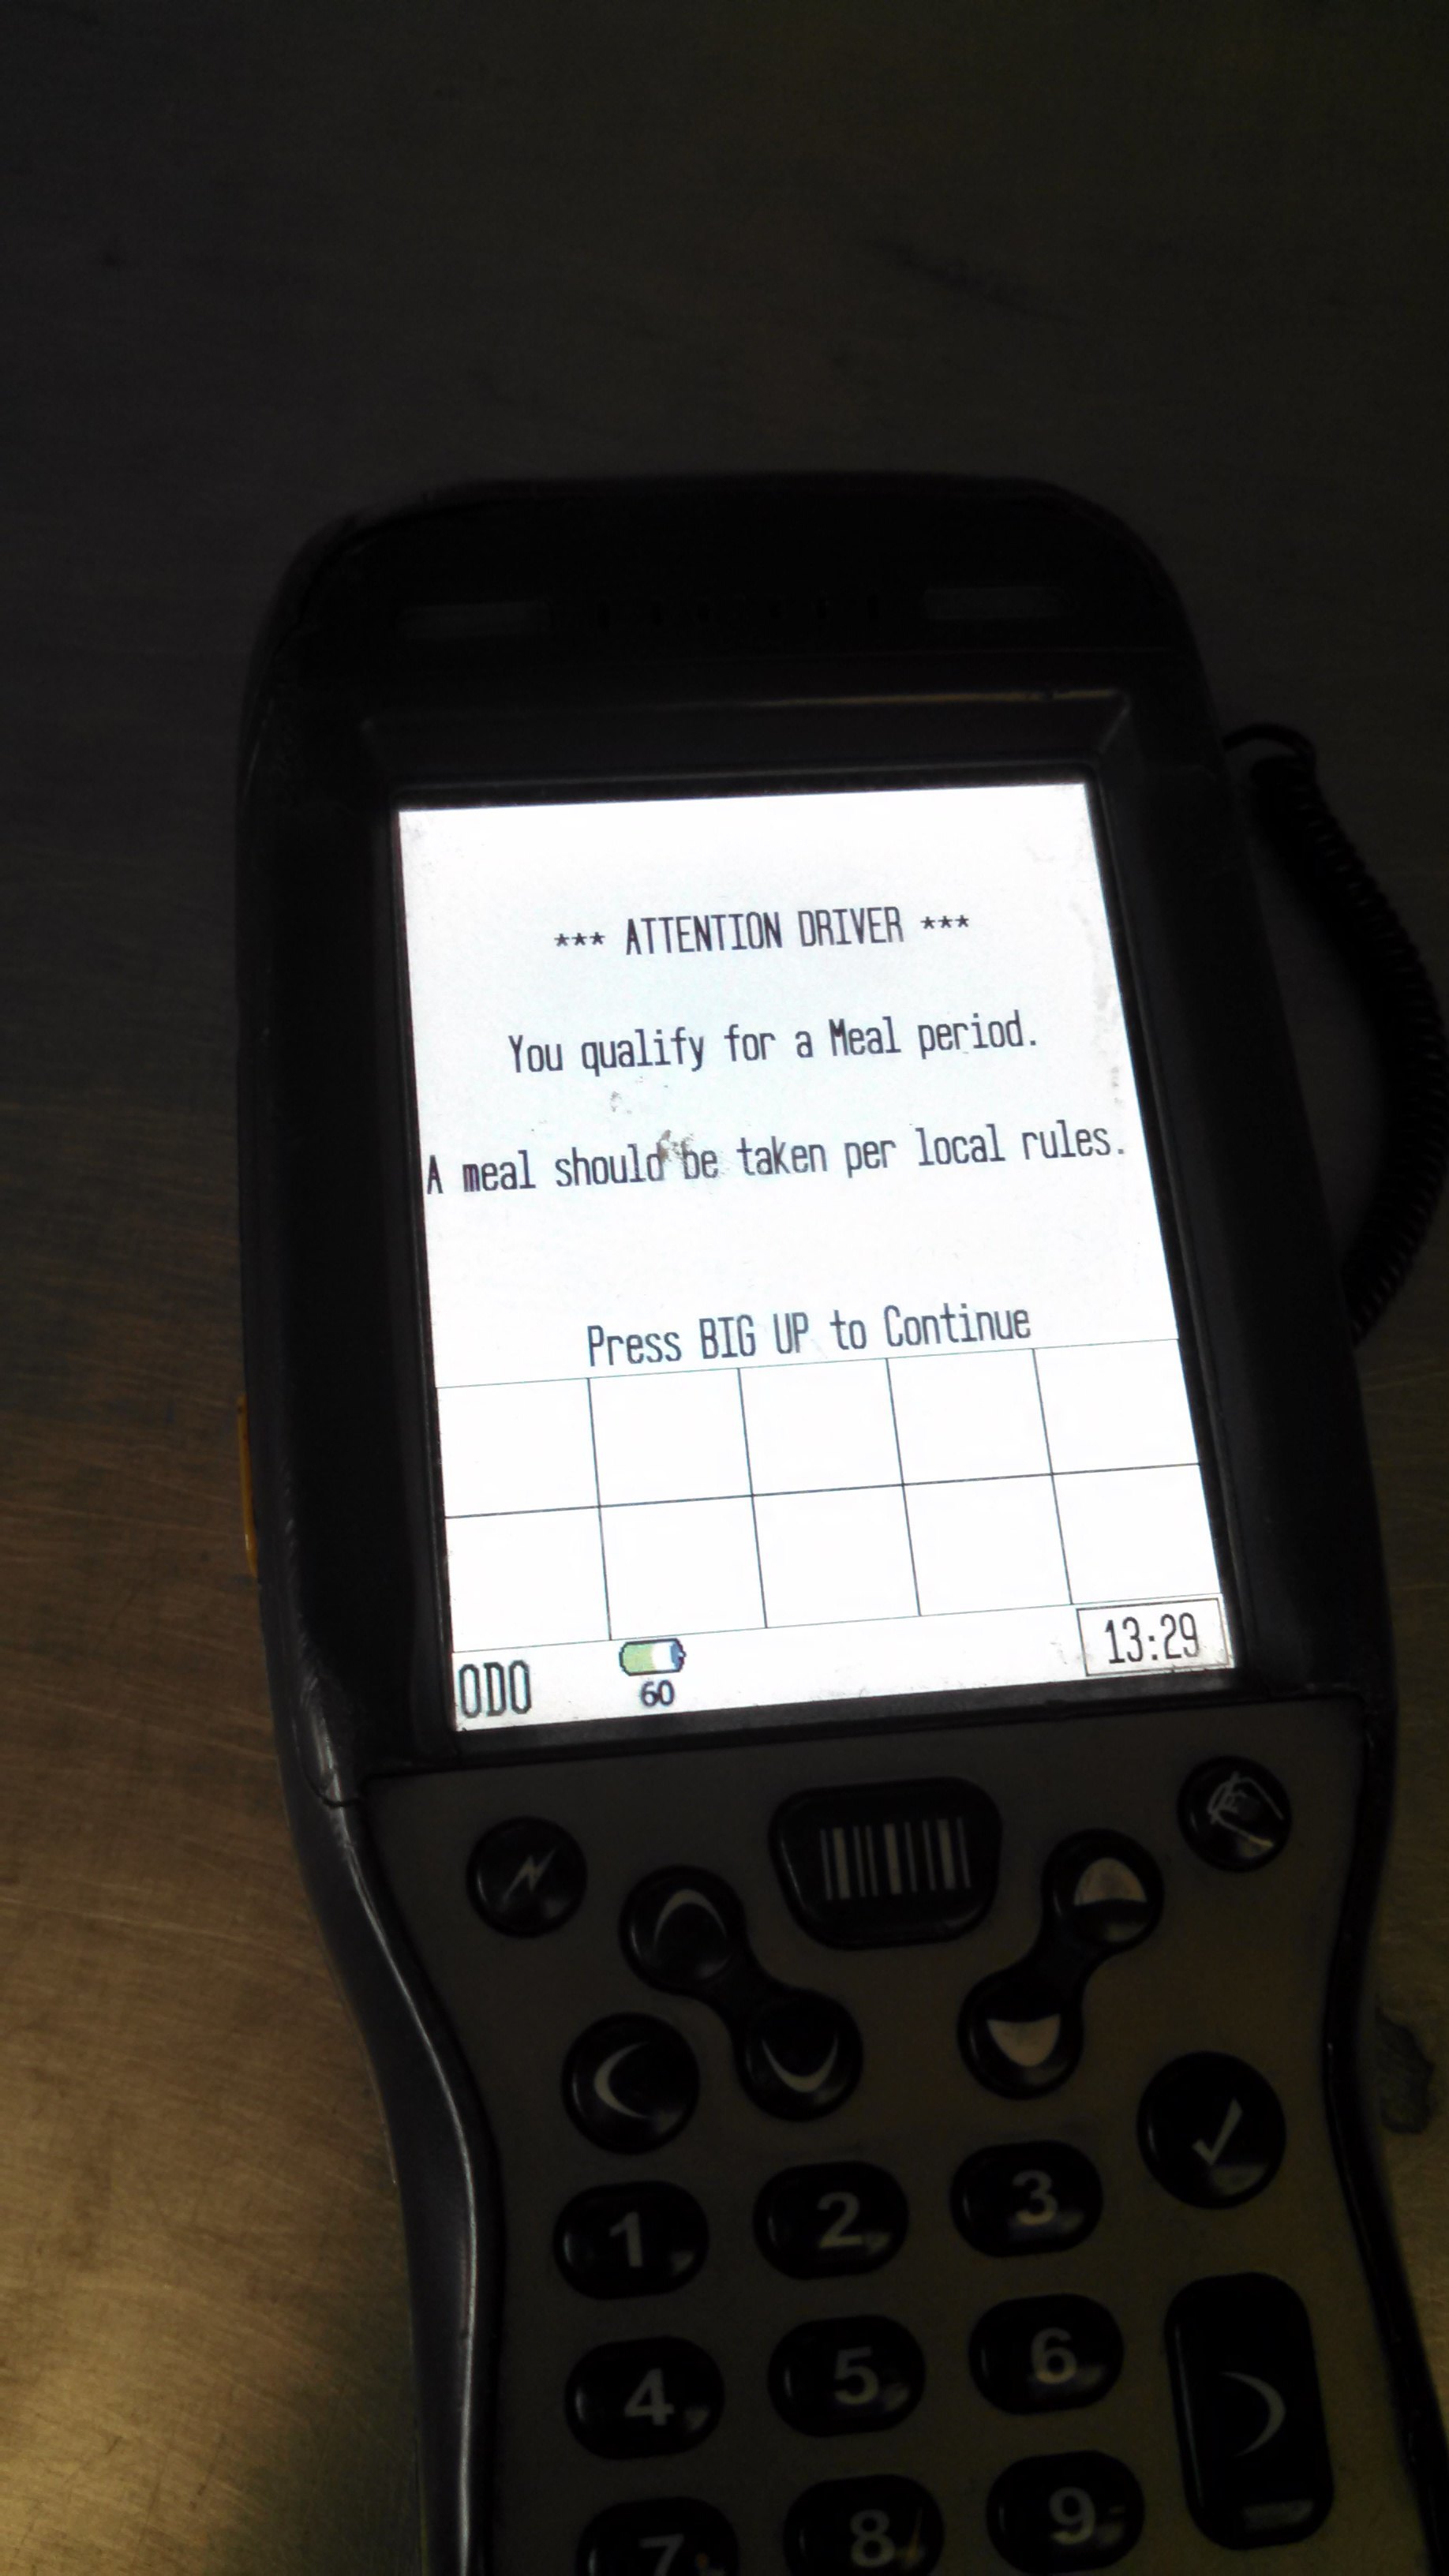 *** ATTENTION DRIVER ***
You qualify for a Meal period.
A meal should be taken per local rules.
Press BIG UP to Continue
ODO
60
13:29
1 2 3
4 5 6
7 8 9